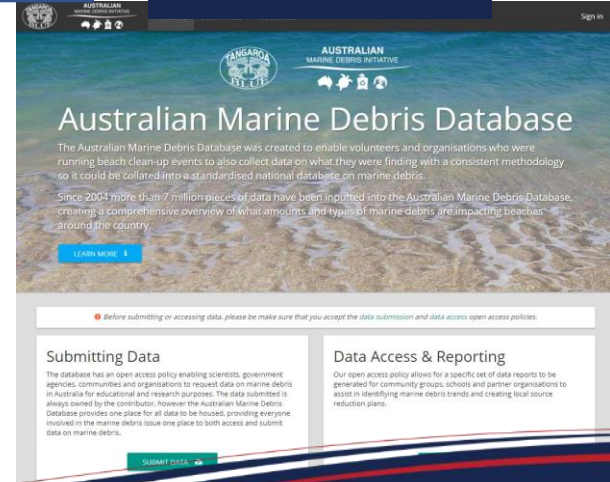 AUSTRALIAN
MARINE DEBRIS INITIATIVE
Sign in
TANGAROA
BLUE
AUSTRALIAN
MARINE DEBRIS INITIATIVE
Australian Marine Debris Database
The Australian Marine Debris Database was created to enable volunteers and organisations who were
running beach clean-up events to also collect data on what they were finding with a consistent methodology
so it could be collated into a standardised national database on marine debris.
Since 2004 more than 7 million pieces of data have been inputted into the Australian Marine Debris Database,
creating a comprehensive overview of what amounts and types of marine debris are impacting beaches
around the country.
LEARN MORE
Before submitting or accessing data, please be make sure that you accept the data submission and data access open access policies.
Submitting Data
The database has an open access policy enabling scientists, government
agencies, communities and organisations to request data on marine debris
in Australia for educational and research purposes. The data submitted is
always owned by the contributor, however the Australian Marine Debris
Database provides one place for all data to be housed, providing everyone
involved in the marine debris issue one place to both access and submit
data on marine debris.
SUBMIT DATA
Data Access & Reporting
Our open access policy allows for a specific set of data reports to be
generated for community groups, schools and partner organisations to
assist in identifying marine debris trends and creating local source
reduction plans.